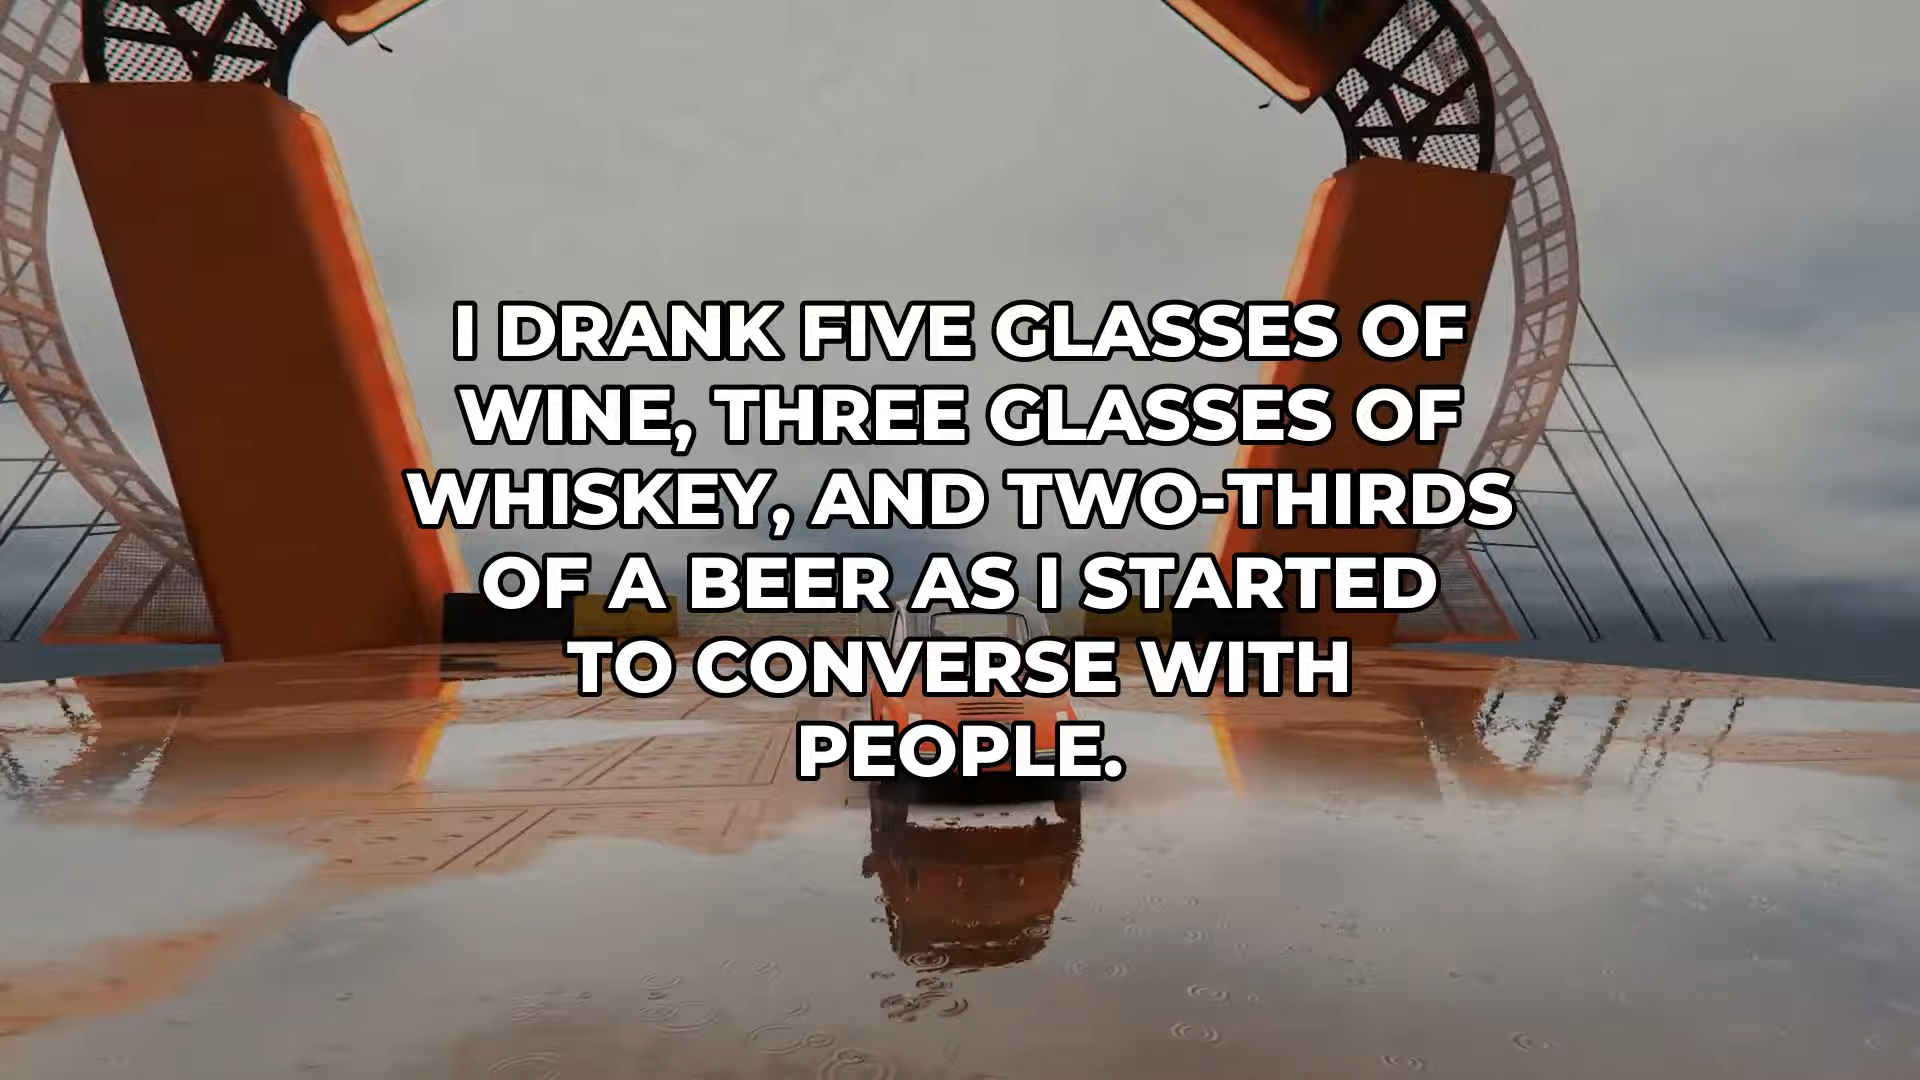 I DRANK FIVE GLASSES OF
WINE, THREE GLASSES OF
WHISKEY, AND TWO-THIRDS
OF A BEER AS I STARTED
TO CONVERSE WITH
PEOPLE.